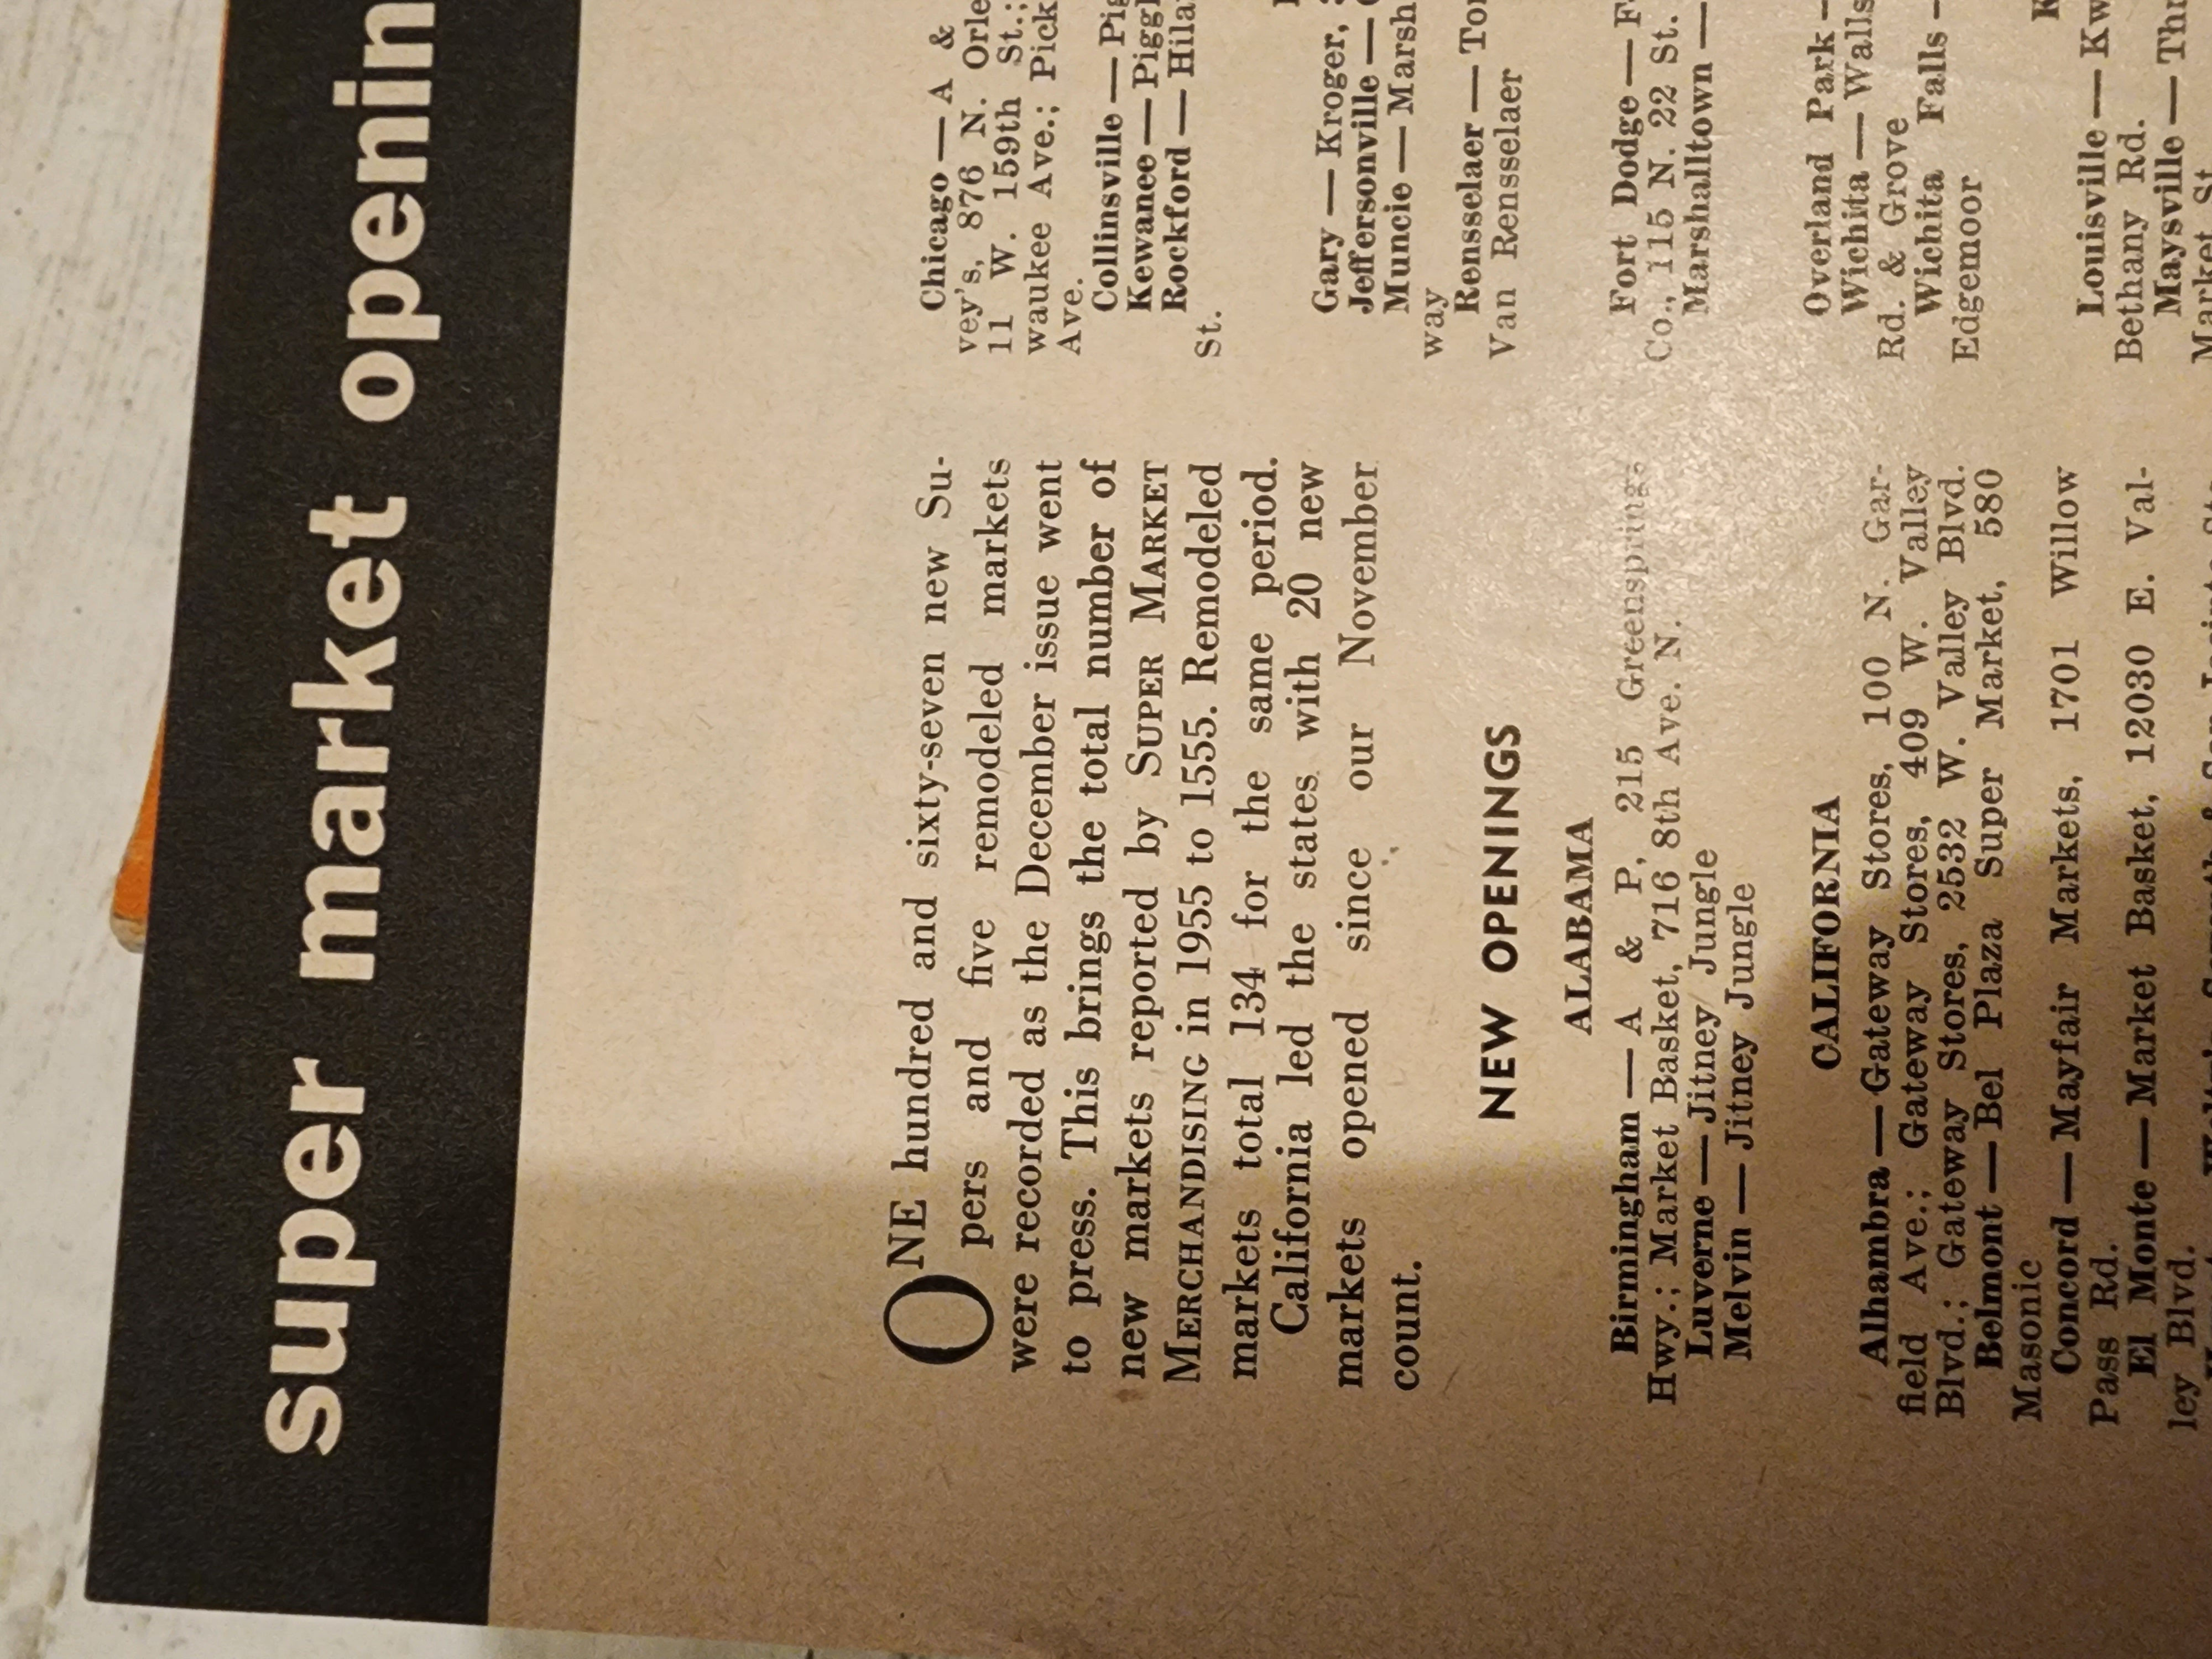 super market openin
ONE hundred and sixty-seven new Su-
pers and five remodeled markets
were recorded as the December issue went
to press. This brings the total number of
new markets reported by SUPER MARKET
MERCHANDISING in 1955 to 1555. Remodeled
markets total 134 for the same period.
California led the states with 20 new
markets opened since our November
count.
NEW OPENINGS
ALABAMA
Birmingham — A & P, 215 Greensprings
Hwy.; Market Basket, 716 8th Ave. N.
Luverne — Jitney Jungle
Melvin — Jitney Jungle
CALIFORNIA
Alhambra — Gateway Stores, 100 N. Gar-
field Ave.; Gateway Stores, 409 W. Valley
Blvd.; Gateway Stores, 2532 W. Valley Blvd.
Belmont — Bel Plaza Super Market, 580
Masonic
Concord — Mayfair Markets, 1701 Willow
Pass Rd.
El Monte — Market Basket, 12030 E. Val-
ley Blvd.
Chicago — A &
vey's, 876 N. Orle
11 W. 159th St.;
waukee Ave.; Pick
Ave.
Collinsville — Pig
Kewanee — Piggl
Rockford — Hila
St.
Gary — Kroger,
Jeffersonville —
Muncie — Marsh
way
Rensselaer — To
Van Rensselaer
Fort Dodge — F
Co., 115 N. 22 St.
Marshalltown —
Overland Park —
Wichita — Walls
Rd. & Grove
Wichita Falls —
Edgemoor
K
Louisville — Kw
Bethany Rd.
Maysville — Thr
Market St.